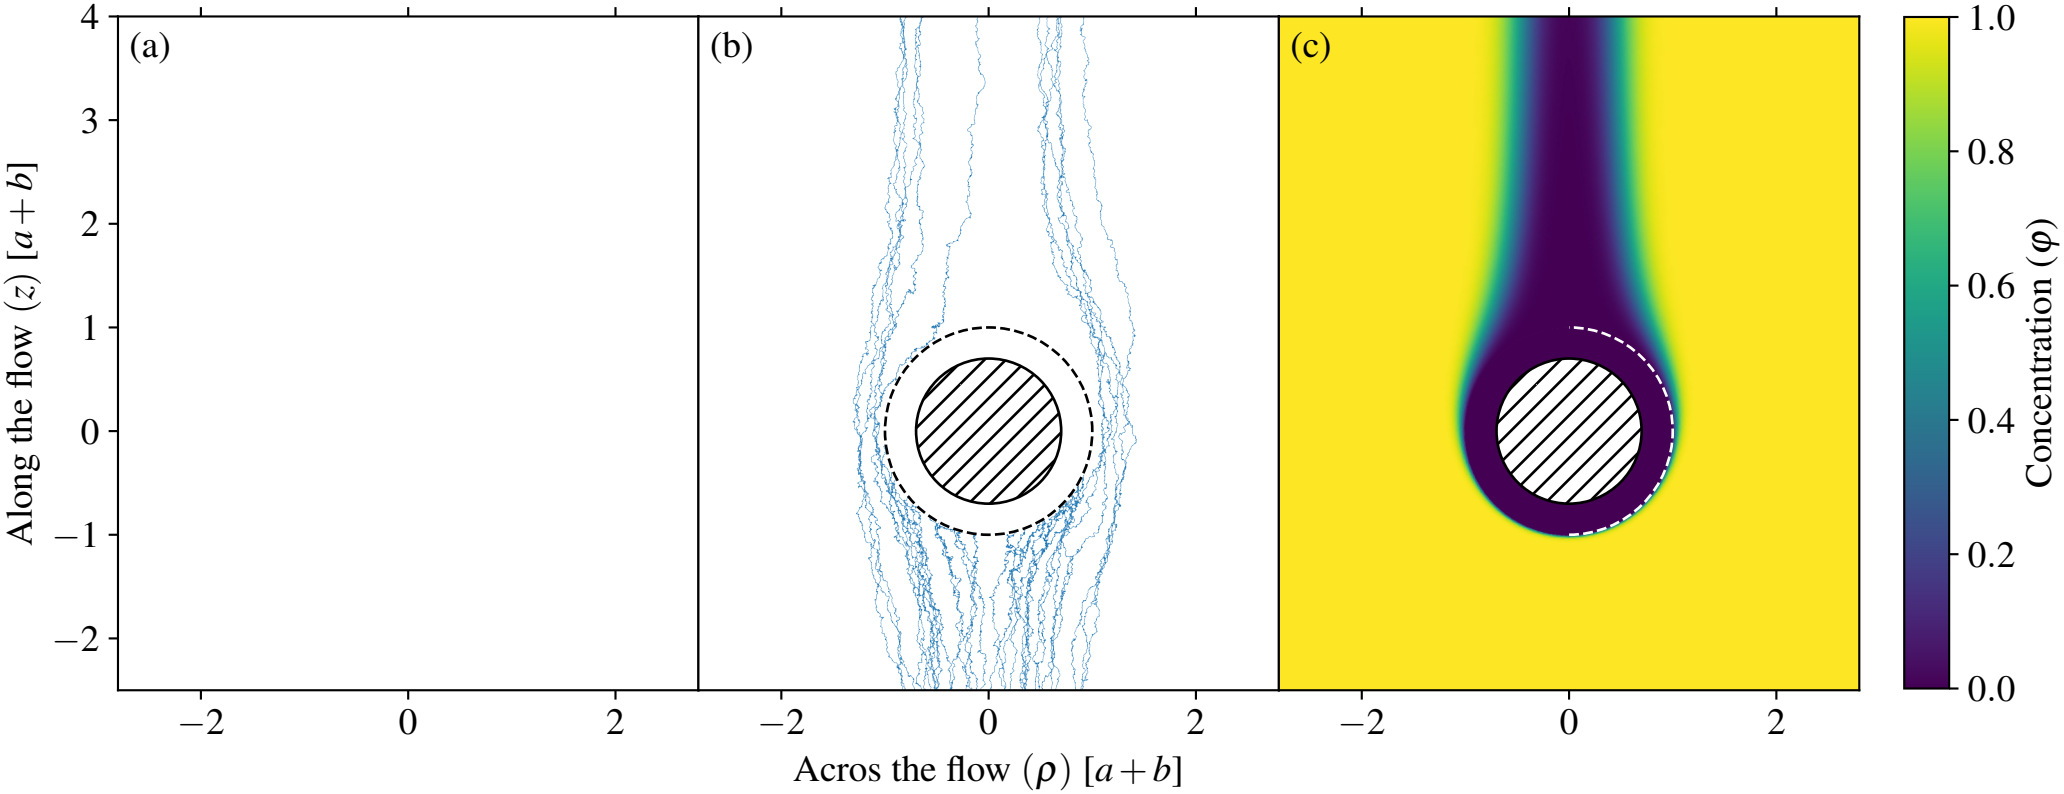 (a)
(b)
(c)
4
3
2
1
0
−1
−2
−2 0 2
−2 0 2
−2 0 2
Along the flow (z) [a + b]
Acros the flow (ρ) [a + b]
1.0
0.8
0.6
0.4
0.2
0.0
Concentration (φ)